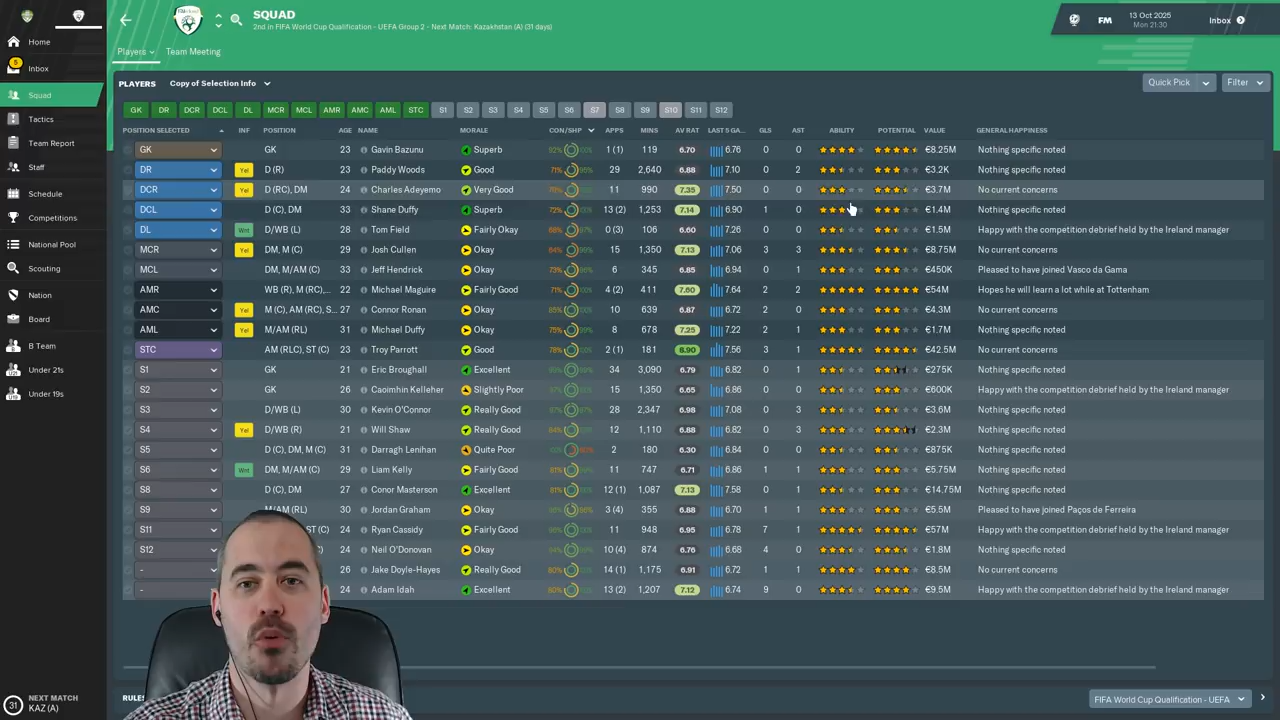 SQUAD
2nd in FIFA World Cup Qualification - UEFA Group 2 - Next Match: Kazakhstan (A) (31 days)
FM 13 Oct 2025 Mon 21:30 Inbox
Players Team Meeting
Home
5 Inbox
Squad
Tactics
Team Report
Staff
Schedule
Competitions
National Pool
Scouting
Nation
Board
B Team
Under 21s
Under 19s
31 NEXT MATCH KAZ (A)
PLAYERS Copy of Selection Info Quick Pick Filter
GK DR DCR DCL DL MCR MCL AMR AMC AML STC S1 S2 S3 S4 S5 S6 S7 S8 S9 S10 S11 S12
POSITION SELECTED INF POSITION AGE NAME MORALE CON/SHP APPS MINS AV RAT LAST 5 GA... GLS AST ABILITY POTENTIAL VALUE GENERAL HAPPINESS
GK GK 23 Gavin Bazunu Superb 1 (1) 119 6.70 6.76 0 0 €8.25M Nothing specific noted
DR Yel D (R) 23 Paddy Woods Good 71% 29 2,640 6.88 7.10 0 2 €3.2K Nothing specific noted
DCR Yel D (RC), DM 24 Charles Adeyemo Very Good 11 990 7.35 7.50 0 0 €3.7M No current concerns
DCL D (C), DM 33 Shane Duffy Superb 72% 13 (2) 1,253 7.14 6.90 1 0 €1.4M Nothing specific noted
DL Wnt D/WB (L) 28 Tom Field Fairly Okay 0 (3) 106 6.60 7.26 0 0 €1.5M Happy with the competition debrief held by the Ireland manager
MCR Yel DM, M (C) 29 Josh Cullen Okay 15 1,350 7.13 7.06 3 3 €8.75M No current concerns
MCL DM, M/AM (C) 33 Jeff Hendrick Okay 73% 6 345 6.85 6.94 0 1 €450K Pleased to have joined Vasco da Gama
AMR WB (R), M (RC),... 22 Michael Maguire Fairly Good 71% 4 (2) 411 7.60 7.64 2 2 €54M Hopes he will learn a lot while at Tottenham
AMC Yel M (C), AM (RC), S... 27 Connor Ronan Okay 10 639 6.87 6.72 2 0 €4.3M No current concerns
AML Yel M/AM (RL) 31 Michael Duffy Okay 75% 8 678 7.25 7.22 2 1 €1.7M Nothing specific noted
STC AM (RLC), ST (C) 23 Troy Parrott Good 78% 2 (1) 181 8.90 7.56 3 1 €42.5M No current concerns
S1 GK 21 Eric Broughall Excellent 34 3,090 6.79 6.82 0 1 €275K Nothing specific noted
S2 GK 26 Caoimhin Kelleher Slightly Poor 15 1,350 6.65 6.86 0 0 €600K Happy with the competition debrief held by the Ireland manager
S3 D/WB (L) 30 Kevin O'Connor Really Good 28 2,347 6.98 7.08 0 3 €3.6M Nothing specific noted
S4 Yel D/WB (R) 21 Will Shaw Really Good 12 1,110 6.88 6.82 0 3 €2.3M Nothing specific noted
S5 D (C), DM, M (C) 31 Darragh Lenihan Quite Poor 2 180 6.30 6.84 0 0 €875K Nothing specific noted
S6 Wnt DM, M/AM (C) 29 Liam Kelly Fairly Good 11 747 6.71 6.86 1 1 €5.75M Happy with the competition debrief held by the Ireland manager
S8 D (C), DM 27 Conor Masterson Excellent 12 (1) 1,087 7.13 7.58 0 1 €14.75M Nothing specific noted
S9 M/AM (RL) 30 Jordan Graham Okay 3 (4) 355 6.88 6.70 1 1 €5.5M Pleased to have joined Paços de Ferreira
S11 ST (C) 24 Ryan Cassidy Fairly Good 11 948 6.95 6.78 7 1 €57M Happy with the competition debrief held by the Ireland manager
S12 (C) 24 Neil O'Donovan Okay 10 (4) 874 6.76 6.68 4 0 €1.8M Nothing specific noted
- 26 Jake Doyle-Hayes Really Good 80% 14 (1) 1,175 6.91 6.72 1 1 €8.5M No current concerns
- 24 Adam Idah Excellent 80% 13 (2) 1,207 7.12 6.74 9 0 €9.5M Happy with the competition debrief held by the Ireland manager
RULES FIFA World Cup Qualification - UEFA